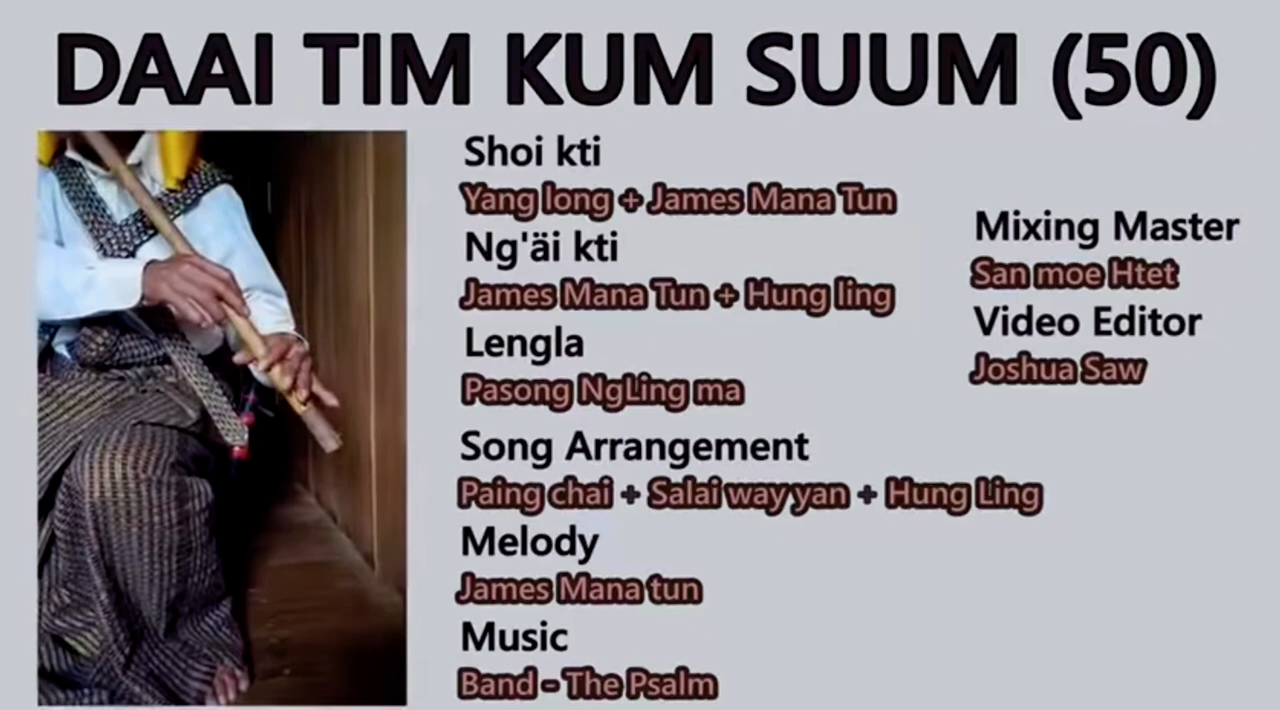 DAAI TIM KUM SUUM (50)
Shoi kti
Yang long + James Mana Tun
Ng'äi kti
James Mana Tun + Hung ling
Lengla
Pasong NgLing ma
Song Arrangement
Paing chai + Salai way yan + Hung Ling
Melody
James Mana tun
Music
Band - The Psalm
Mixing Master
San moe Htet
Video Editor
Joshua Saw